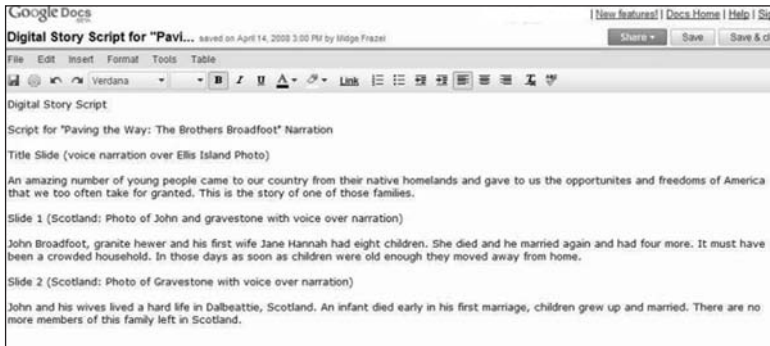 Google Docs
BETA
| New features! | Docs Home | Help | Sig
Digital Story Script for "Pavi... saved on April 14, 2008 3:00 PM by Midge Frazel
Share Save Save & cl
File Edit Insert Format Tools Table
Verdana B I U A Link
Digital Story Script
Script for "Paving the Way: The Brothers Broadfoot" Narration
Title Slide (voice narration over Ellis Island Photo)
An amazing number of young people came to our country from their native homelands and gave to us the opportunites and freedoms of America
that we too often take for granted. This is the story of one of those families.
Slide 1 (Scotland: Photo of John and gravestone with voice over narration)
John Broadfoot, granite hewer and his first wife Jane Hannah had eight children. She died and he married again and had four more. It must have
been a crowded household. In those days as soon as children were old enough they moved away from home.
Slide 2 (Scotland: Photo of Gravestone with voice over narration)
John and his wives lived a hard life in Dalbeattie, Scotland. An infant died early in his first marriage, children grew up and married. There are no
more members of this family left in Scotland.